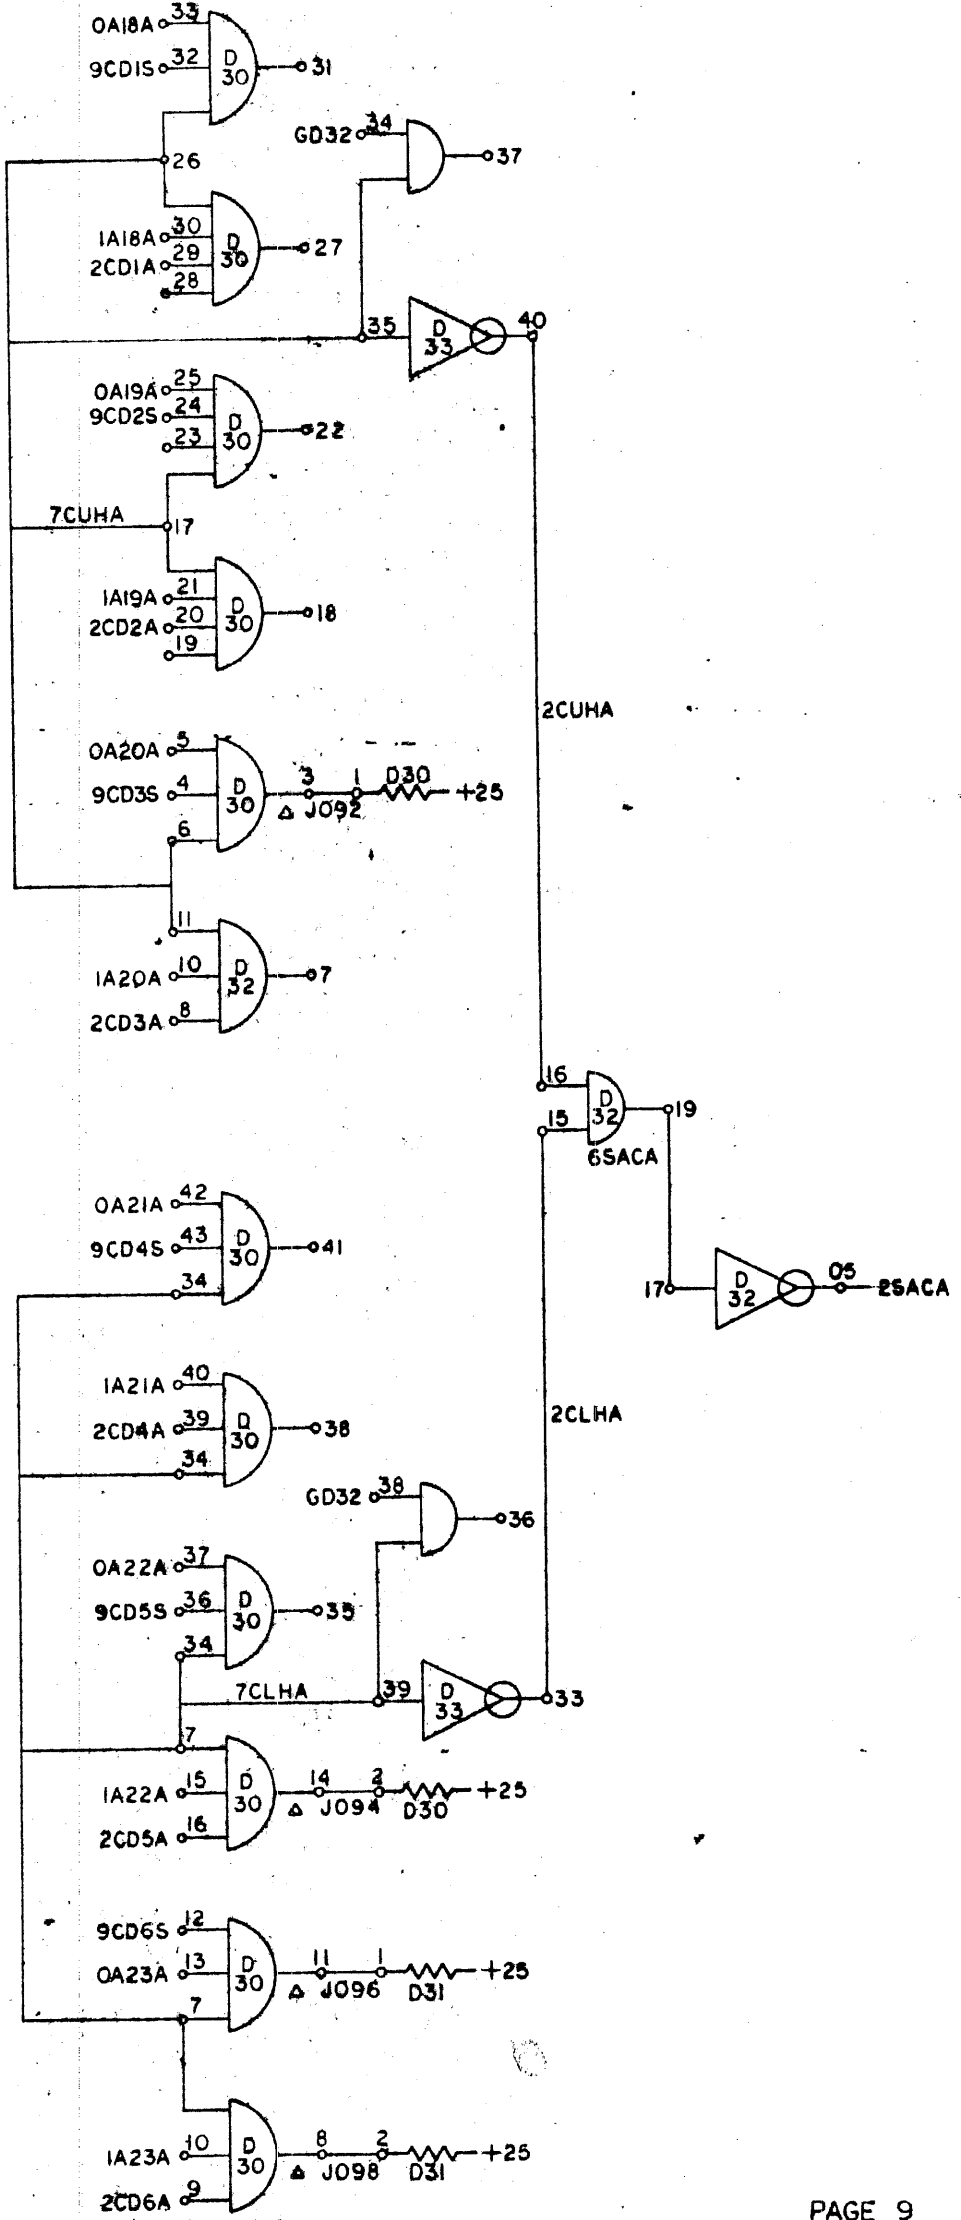 33
0A18A
32
9CD1S
D
30
31
34
GD32
37
26
30
1A18A
29
2CD1A
28
D
30
27
35
D
33
40
25
0A19A
24
9CD2S
23
D
30
22
7CUHA
17
21
1A19A
20
2CD2A
19
D
30
18
2CUHA
5
0A20A
4
9CD3S
6
D
30
3
1
D30
+25
Δ J092
11
10
1A20A
8
2CD3A
D
32
7
16
15
D
32
19
6SACA
42
0A21A
43
9CD4S
34
D
30
41
17
D
32
05
2SACA
40
1A21A
39
2CD4A
34
D
30
38
2CLHA
38
GD32
36
37
0A22A
36
9CD5S
34
D
30
35
7CLHA
39
D
33
33
7
15
1A22A
16
2CD5A
D
30
14
2
+25
Δ J094
D30
12
9CD6S
13
0A23A
7
D
30
11
1
+25
Δ J096
D31
10
1A23A
9
2CD6A
D
30
8
2
+25
Δ J098
D31
PAGE 9